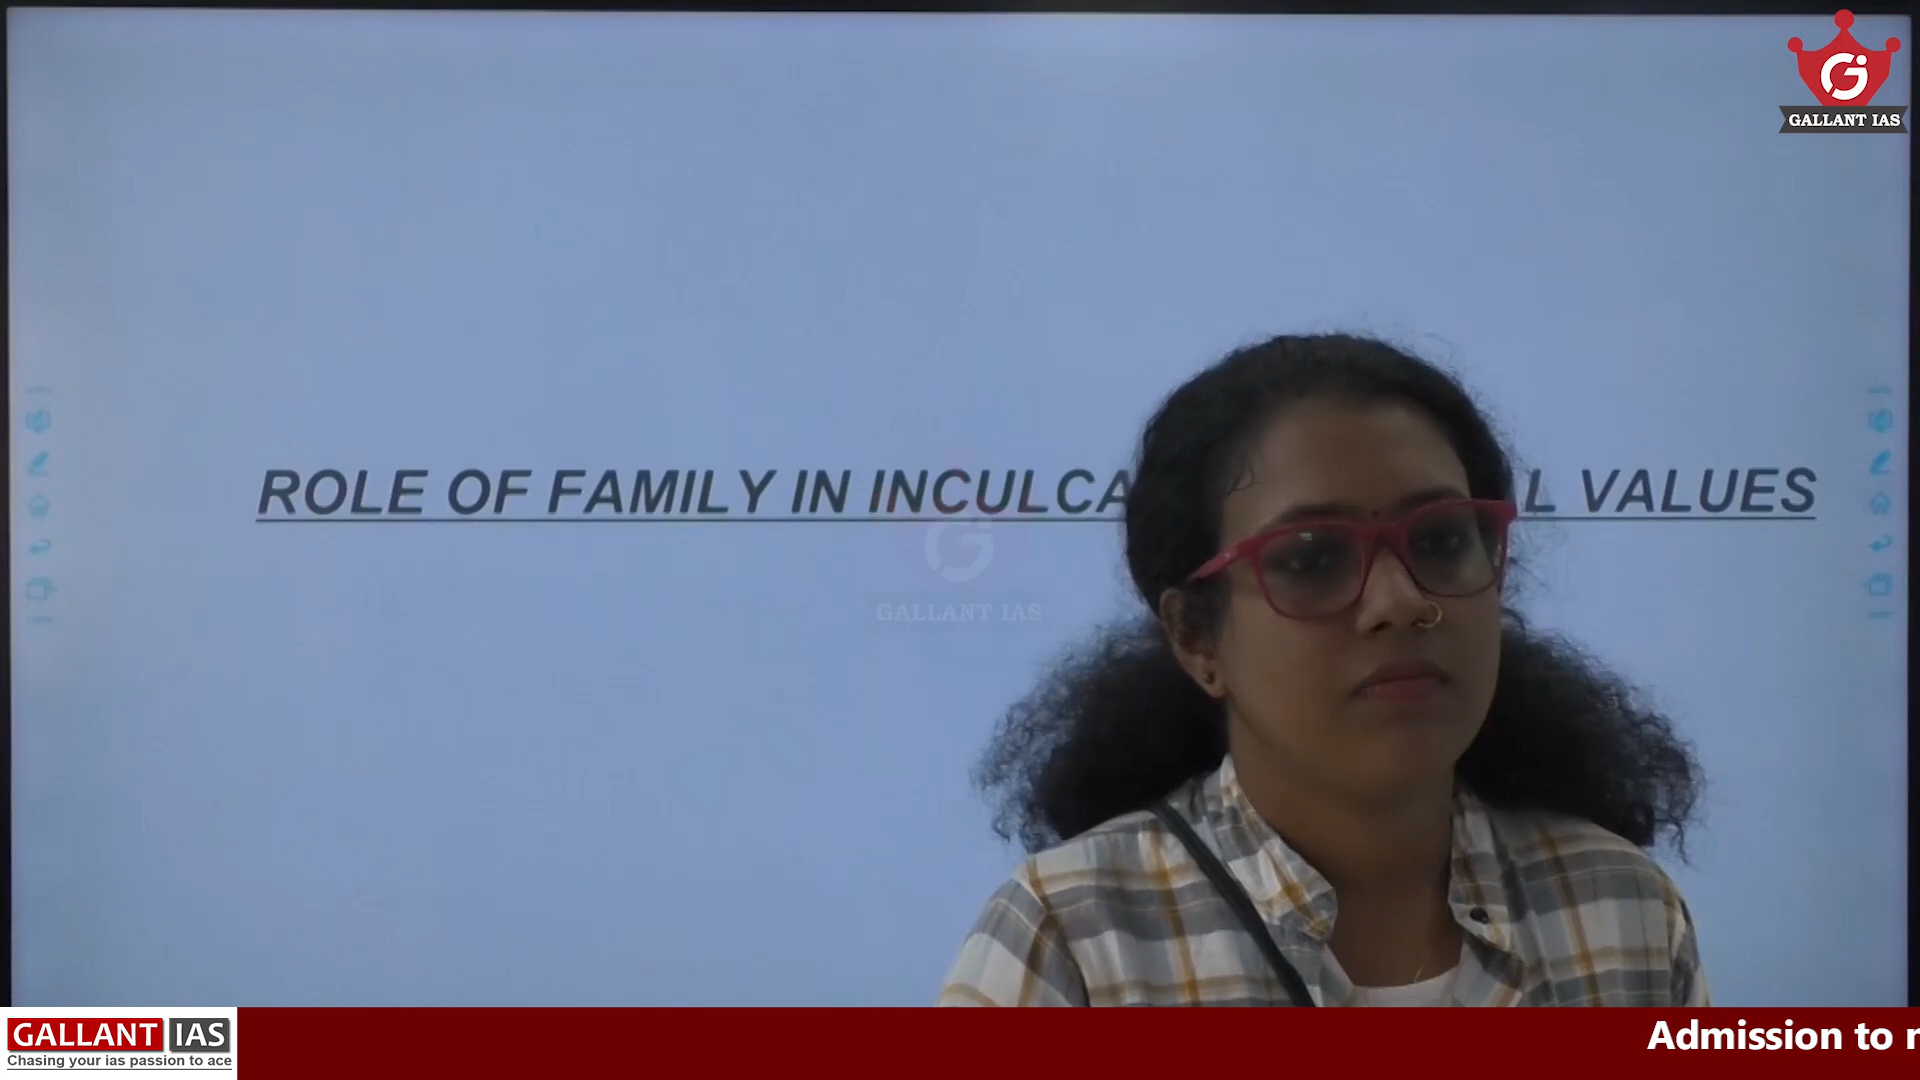 GALLANT IAS
ROLE OF FAMILY IN INCULCA L VALUES
GALLANT IAS
GALLANT IAS
Chasing your ias passion to ace
Admission to